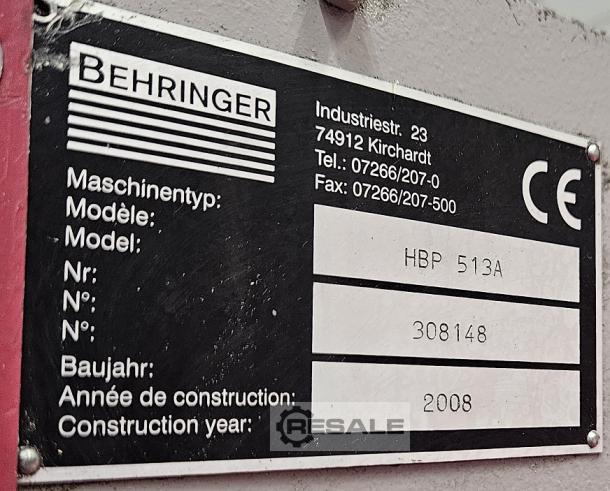 BEHRINGER
Industriestr. 23
74912 Kirchardt
Tel.: 07266/207-0
Fax: 07266/207-500
CE
Maschinentyp:
Modèle:
Model:
HBP 513A
Nr:
N°:
N°:
308148
Baujahr:
Année de construction:
Construction year:
2008
RESALE